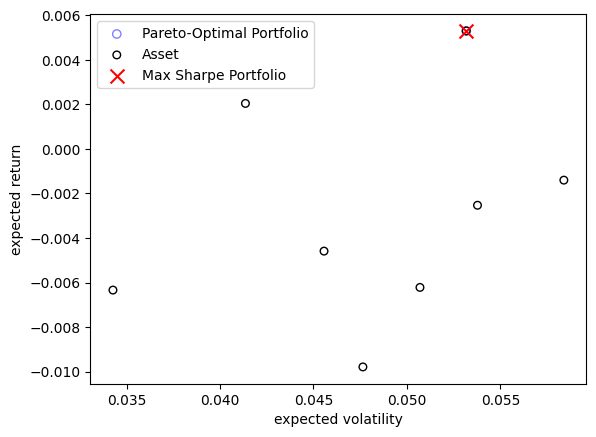 0.006
0.004
0.002
0.000
−0.002
−0.004
−0.006
−0.008
−0.010
expected return
Pareto-Optimal Portfolio
Asset
Max Sharpe Portfolio
0.035 0.040 0.045 0.050 0.055
expected volatility